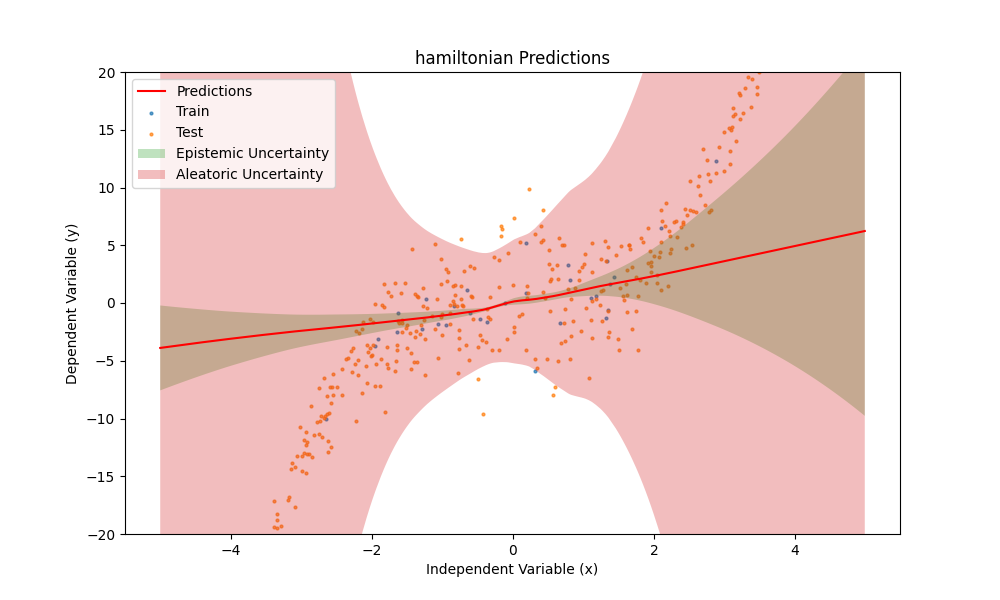 hamiltonian Predictions
20
15
10
5
0
−5
−10
−15
−20
Dependent Variable (y)
Predictions
Train
Test
Epistemic Uncertainty
Aleatoric Uncertainty
−4
−2
0
2
4
Independent Variable (x)